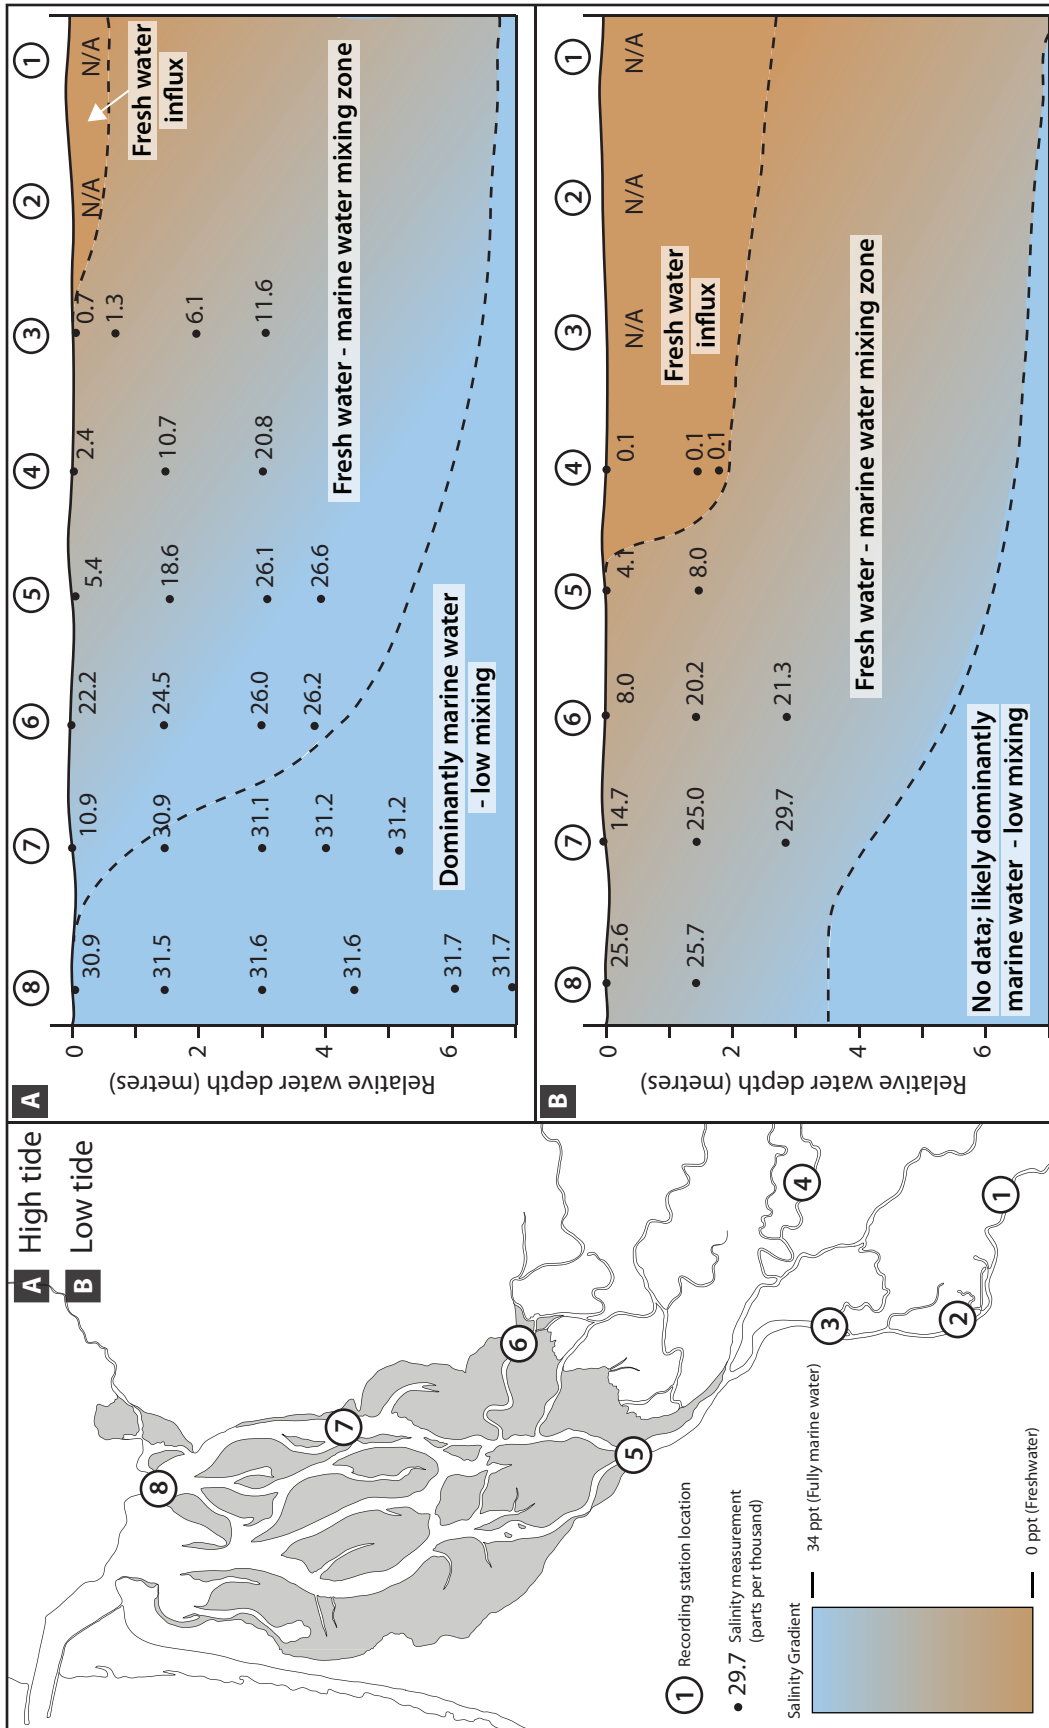 A High tide
B Low tide
8
7
6
5
4
3
2
1
1 Recording station location
• 29.7 Salinity measurement
(parts per thousand)
Salinity Gradient
34 ppt (Fully marine water)
0 ppt (Freshwater)
A
Relative water depth (metres)
0
2
4
6
8
7
6
5
4
3
2
1
30.9
31.5
31.6
31.6
31.7
31.7
10.9
30.9
31.1
31.2
31.2
22.2
24.5
26.0
26.2
5.4
18.6
26.1
26.6
2.4
10.7
20.8
0.7
1.3
6.1
11.6
N/A
N/A
Fresh water
influx
Fresh water - marine water mixing zone
Dominantly marine water
- low mixing
B
Relative water depth (metres)
0
2
4
6
8
7
6
5
4
3
2
1
25.6
25.7
14.7
25.0
29.7
8.0
20.2
21.3
4.1
8.0
0.1
0.1
0.1
N/A
N/A
N/A
Fresh water
influx
Fresh water - marine water mixing zone
No data; likely dominantly
marine water - low mixing